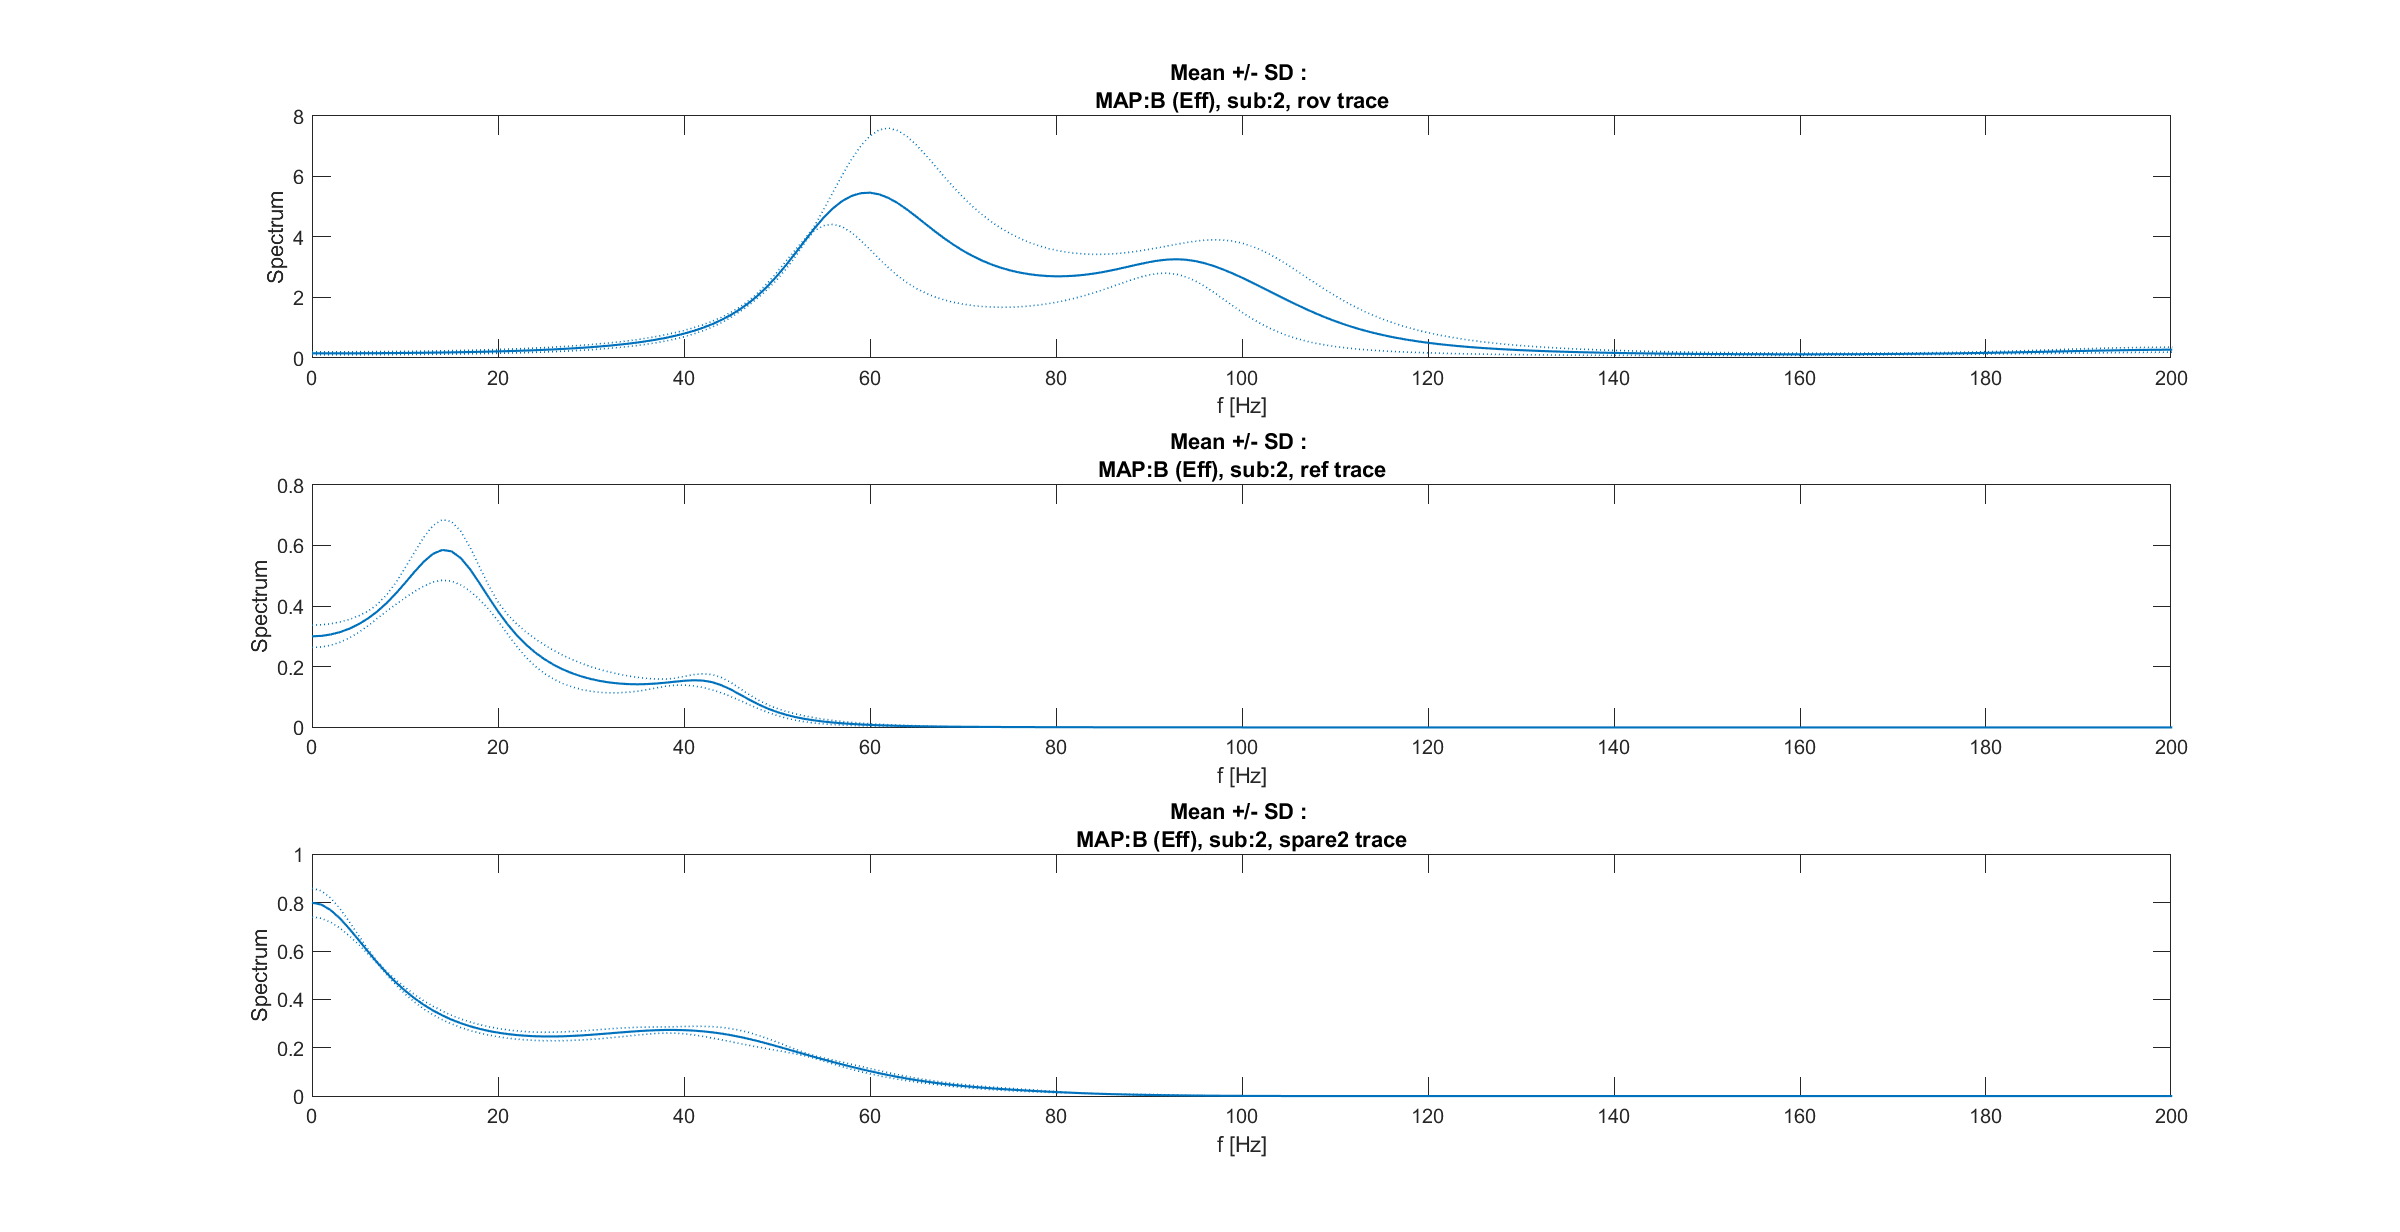 Mean +/- SD :
MAP:B (Eff), sub:2, rov trace
8
6
4
2
0
Spectrum
0 20 40 60 80 100 120 140 160 180 200
f [Hz]
Mean +/- SD :
MAP:B (Eff), sub:2, ref trace
0.8
0.6
0.4
0.2
0
Spectrum
0 20 40 60 80 100 120 140 160 180 200
f [Hz]
Mean +/- SD :
MAP:B (Eff), sub:2, spare2 trace
1
0.8
0.6
0.4
0.2
0
Spectrum
0 20 40 60 80 100 120 140 160 180 200
f [Hz]